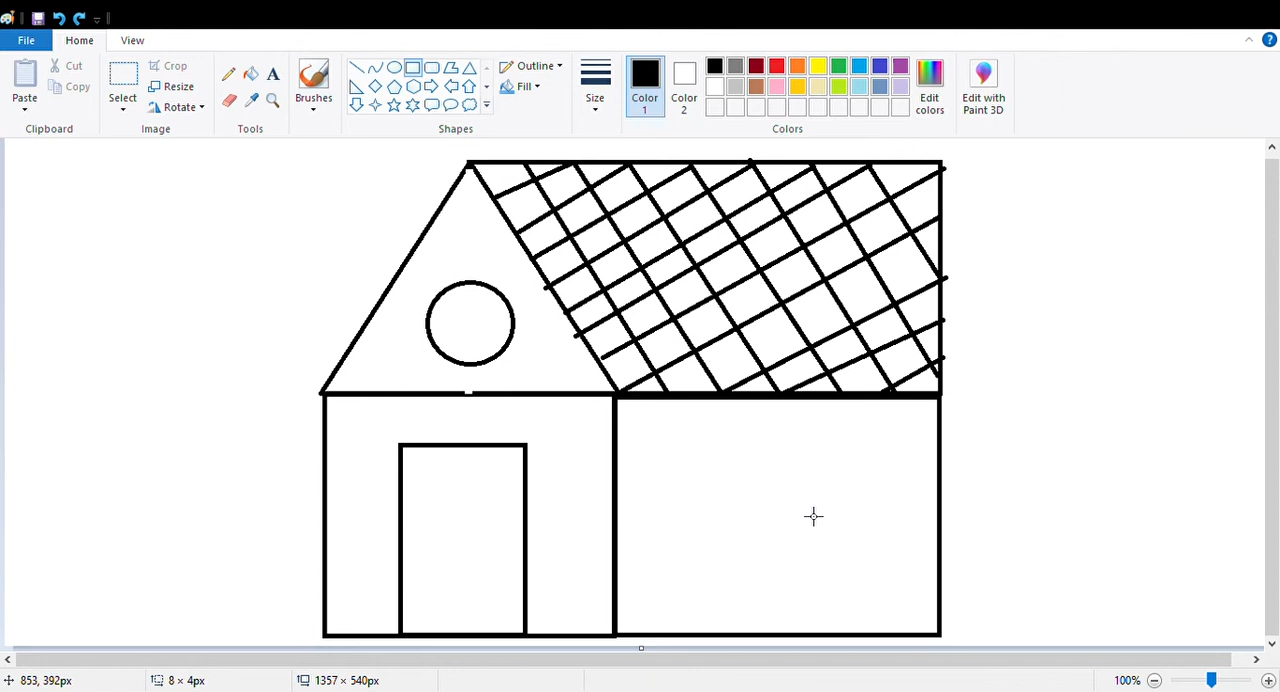 File Home View
Paste Cut Copy Clipboard
Select Crop Resize Rotate Image
A Tools
Brushes
Outline Fill Shapes
Size
Color 1 Color 2 Edit colors Colors
Edit with Paint 3D
853, 392px 8 × 4px 1357 × 540px 100%